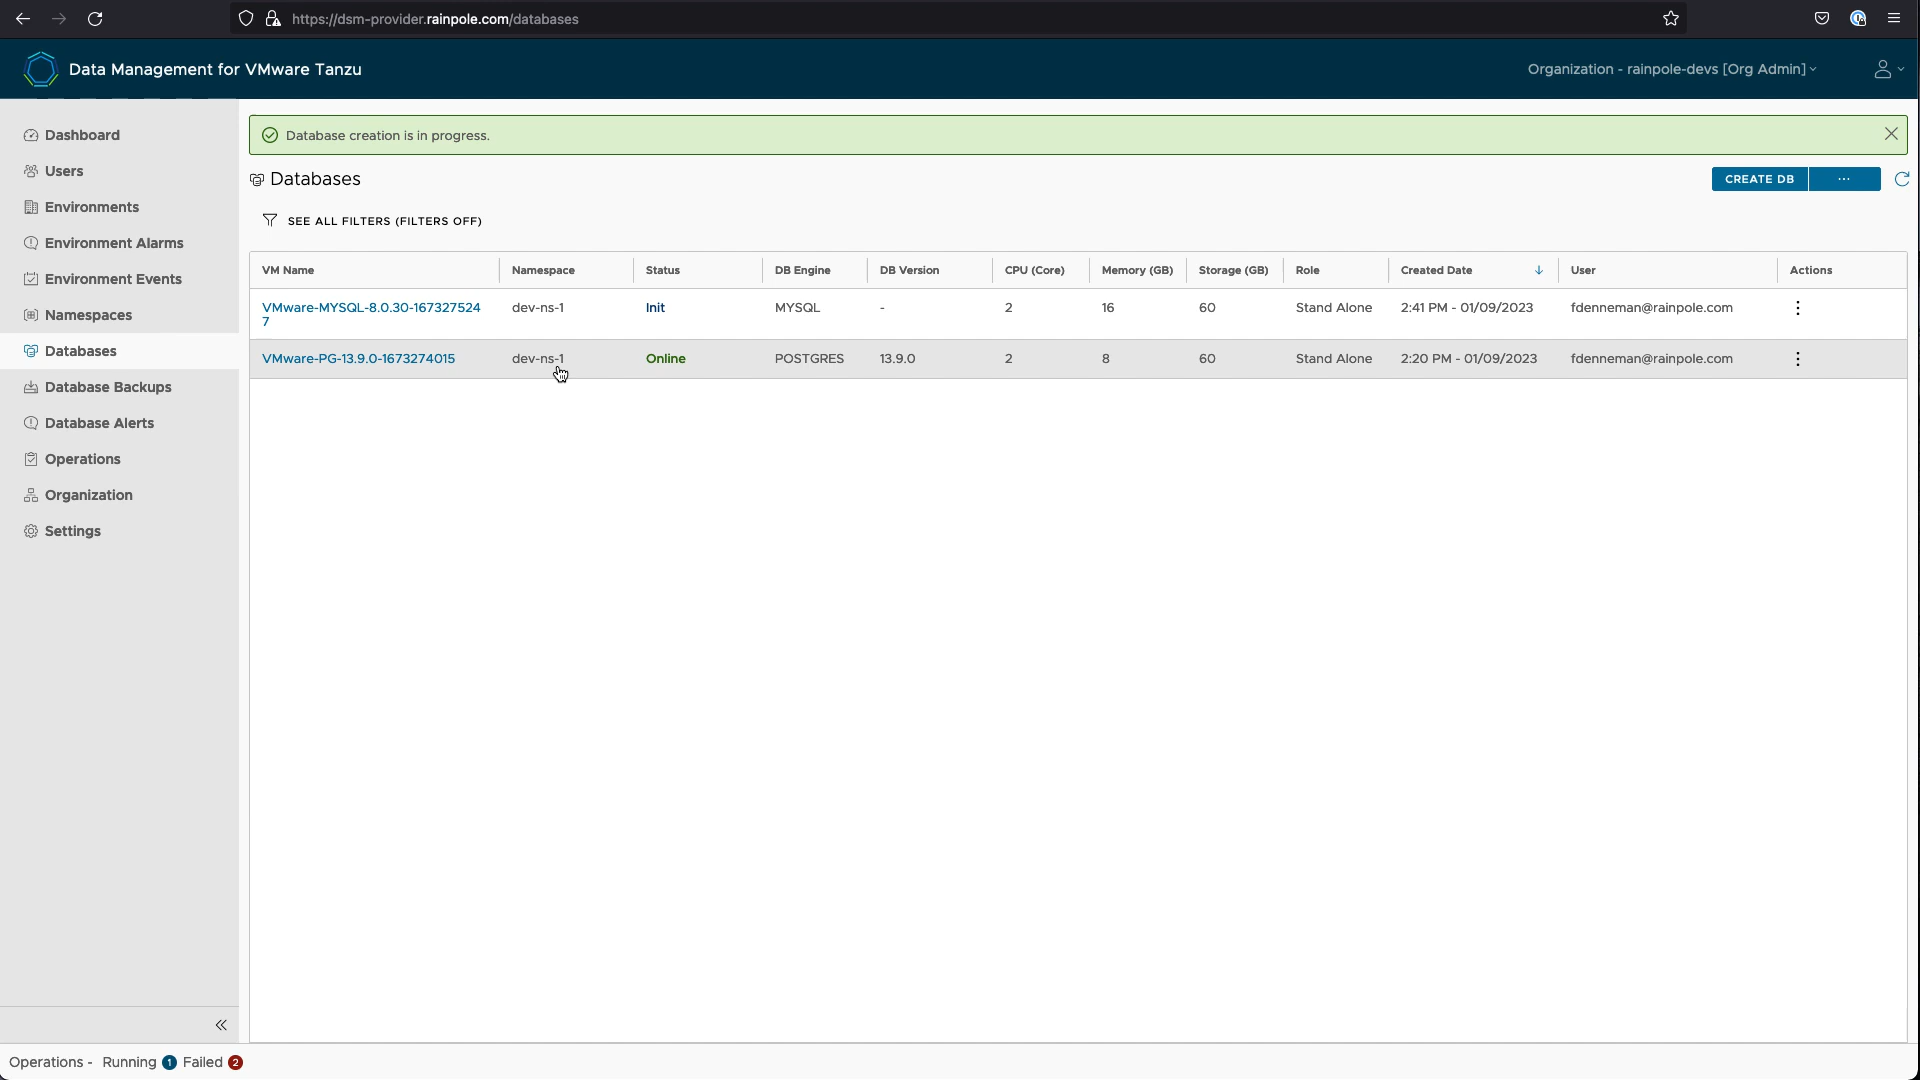 https://dsm-provider.rainpole.com/databases
Data Management for VMware Tanzu
Organization - rainpole-devs [Org Admin]
Dashboard
Users
Environments
Environment Alarms
Environment Events
Namespaces
Databases
Database Backups
Database Alerts
Operations
Organization
Settings
Database creation is in progress.
Databases
CREATE DB
...
SEE ALL FILTERS (FILTERS OFF)
VM Name Namespace Status DB Engine DB Version CPU (Core) Memory (GB) Storage (GB) Role Created Date User Actions
VMware-MYSQL-8.0.30-167327524 dev-ns-1 Init MYSQL - 2 16 60 Stand Alone 2:41 PM - 01/09/2023 fdenneman@rainpole.com
7
VMware-PG-13.9.0-1673274015 dev-ns-1 Online POSTGRES 13.9.0 2 8 60 Stand Alone 2:20 PM - 01/09/2023 fdenneman@rainpole.com
Operations - Running 1 Failed 2